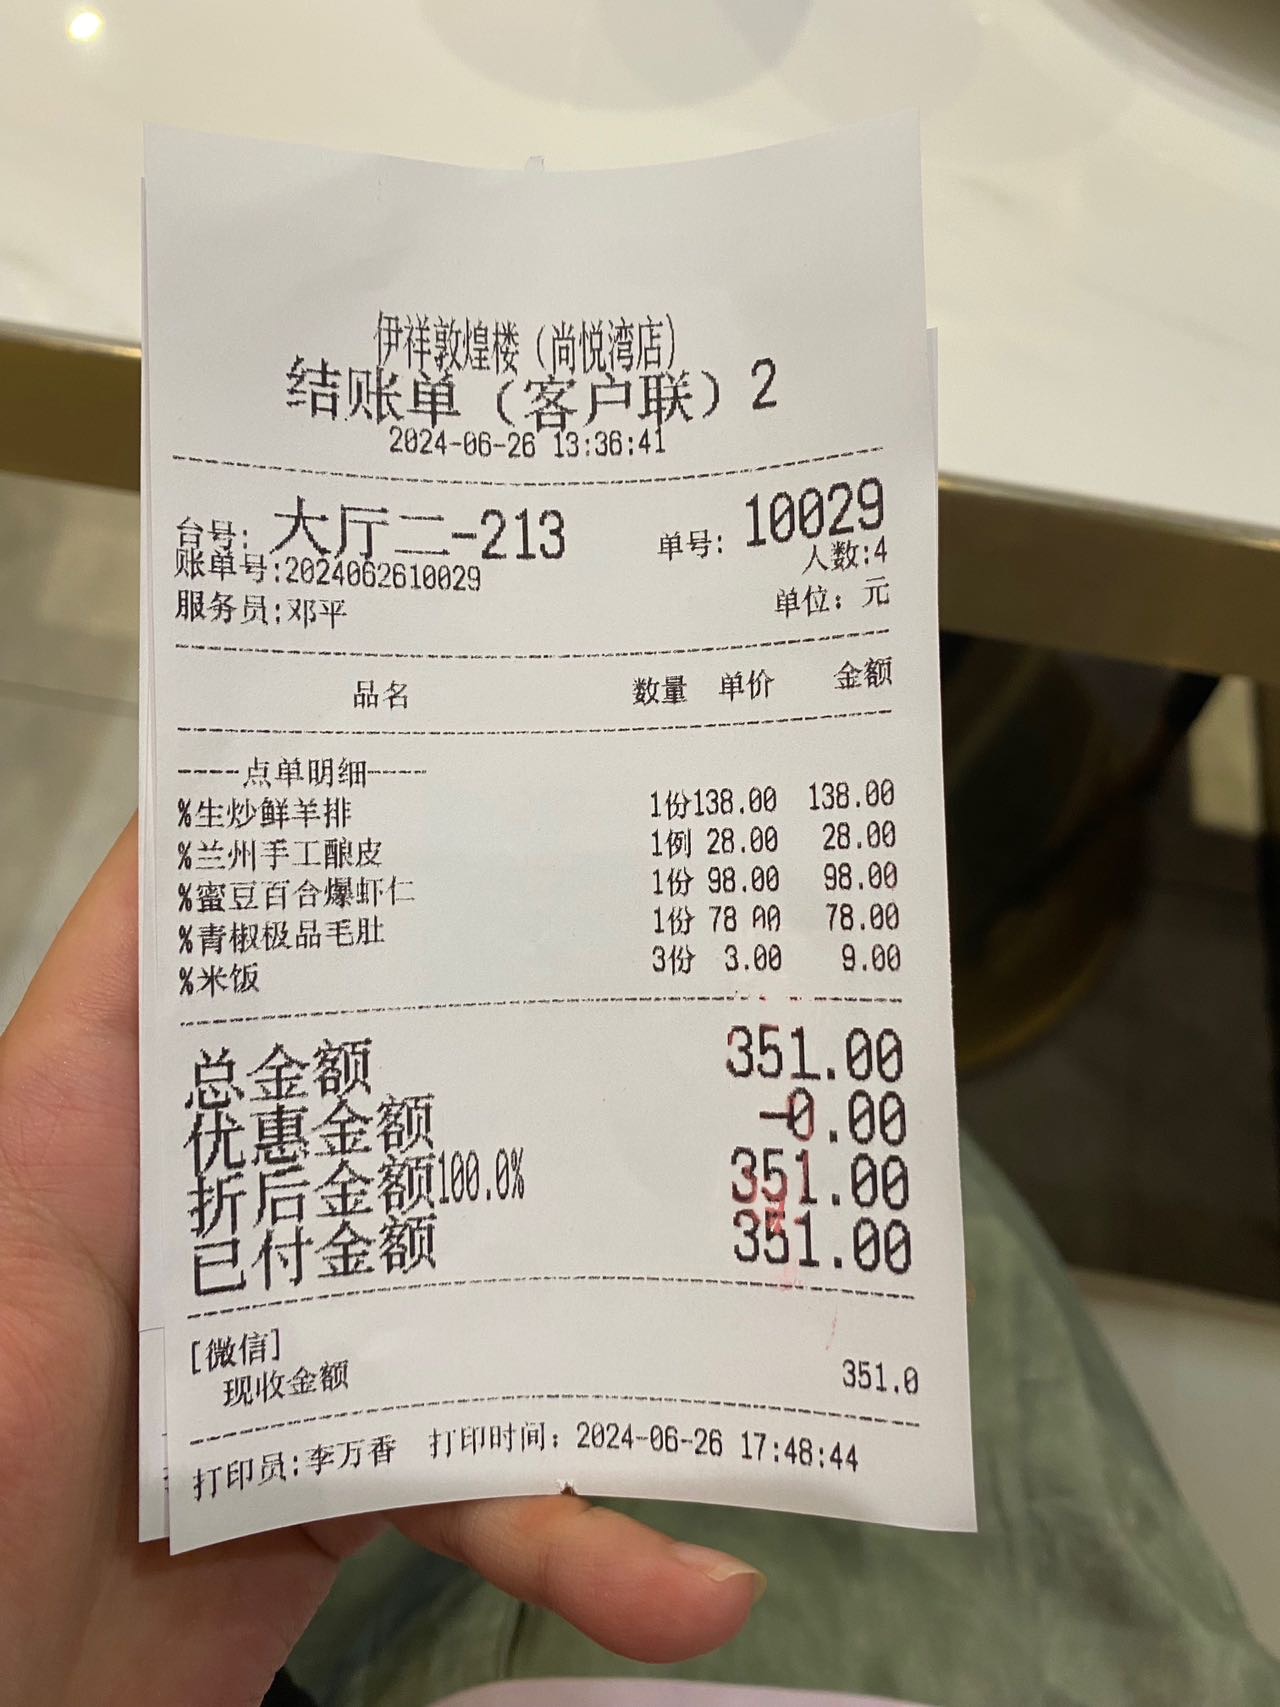 伊祥敦煌楼（尚悦湾店）
结账单（客户联）2
2024-06-26 13:36:41
台号: 大厅二-213 单号: 10029
账单号:2024062610029 人数:4
服务员:邓平 单位：元
品名 数量 单价 金额
----点单明细----
%生炒鲜羊排 1份138.00 138.00
%兰州手工酿皮 1例 28.00 28.00
%蜜豆百合爆虾仁 1份 98.00 98.00
%青椒极品毛肚 1份 78.00 78.00
%米饭 3份 3.00 9.00
总金额 351.00
优惠金额 -0.00
折后金额100.0% 351.00
已付金额 351.00
[微信]
现收金额 351.0
打印员:李万香 打印时间：2024-06-26 17:48:44